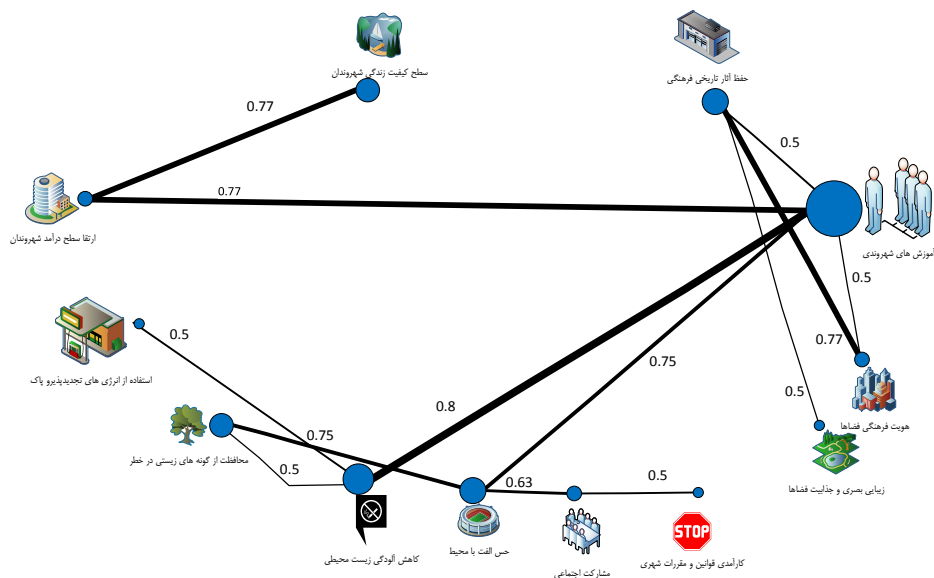 سطح کیفیت زندگی شهروندان
حفظ آثار تاریخی فرهنگی
0.77
0.5
0.77
ارتقا سطح درآمد شهروندان
آموزش های شهروندی
0.5
0.5
0.77
0.75
استفاده از انرژی های تجدیدپذیرو پاک
0.5
0.8
هویت فرهنگی فضاها
0.75
محافظت از گونه های زیستی در خطر
0.5
0.63
0.5
زیبایی بصری و جذابیت فضاها
STOP
حس الفت با محیط
کاهش آلودگی زیست محیطی
مشارکت اجتماعی
کارآمدی قوانین و مقررات شهری